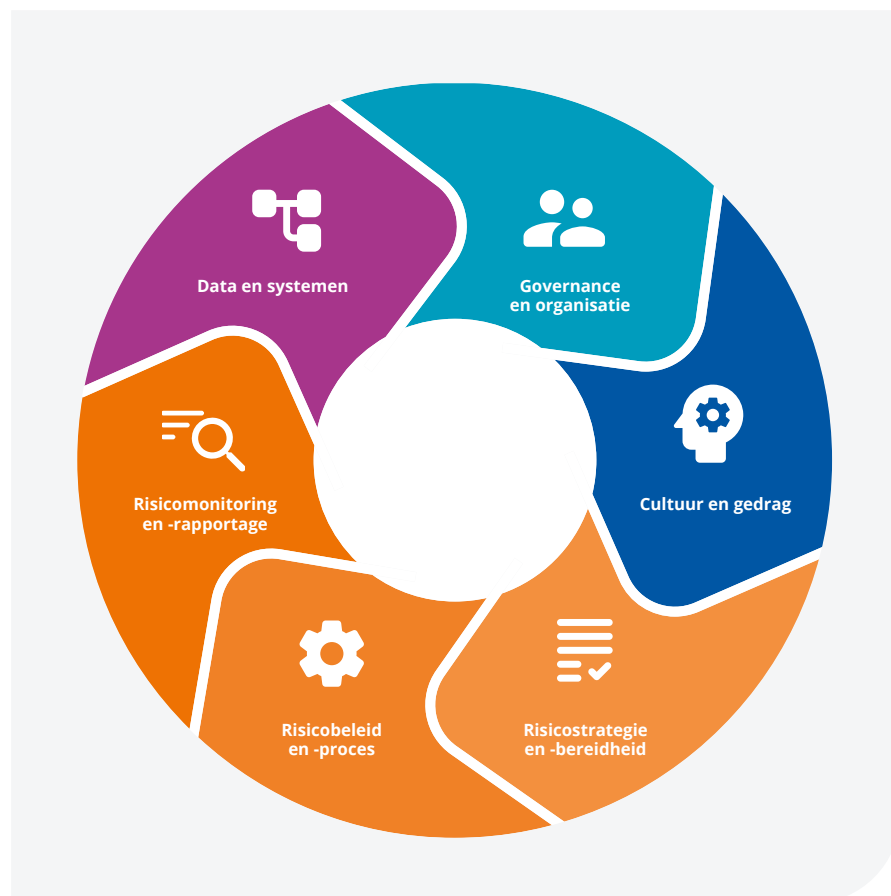 Data en systemen
Governance
en organisatie
Cultuur en gedrag
Risicomonitoring
en -rapportage
Risicobeleid
en -proces
Risicostrategie
en -bereidheid